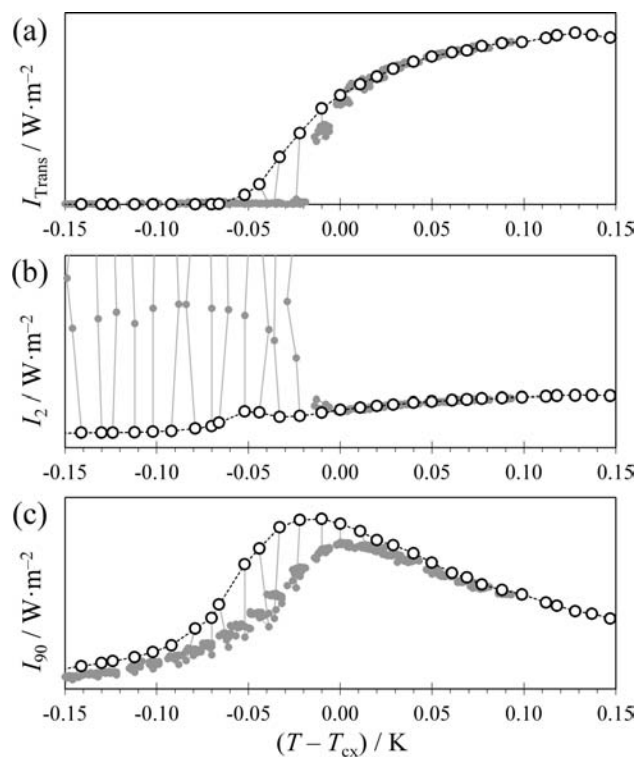 (a)
I_Trans / W·m⁻²
-0.15 -0.10 -0.05 0.00 0.05 0.10 0.15
(b)
I₂ / W·m⁻²
-0.15 -0.10 -0.05 0.00 0.05 0.10 0.15
(c)
I₉₀ / W·m⁻²
-0.15 -0.10 -0.05 0.00 0.05 0.10 0.15
(T – T_cx) / K